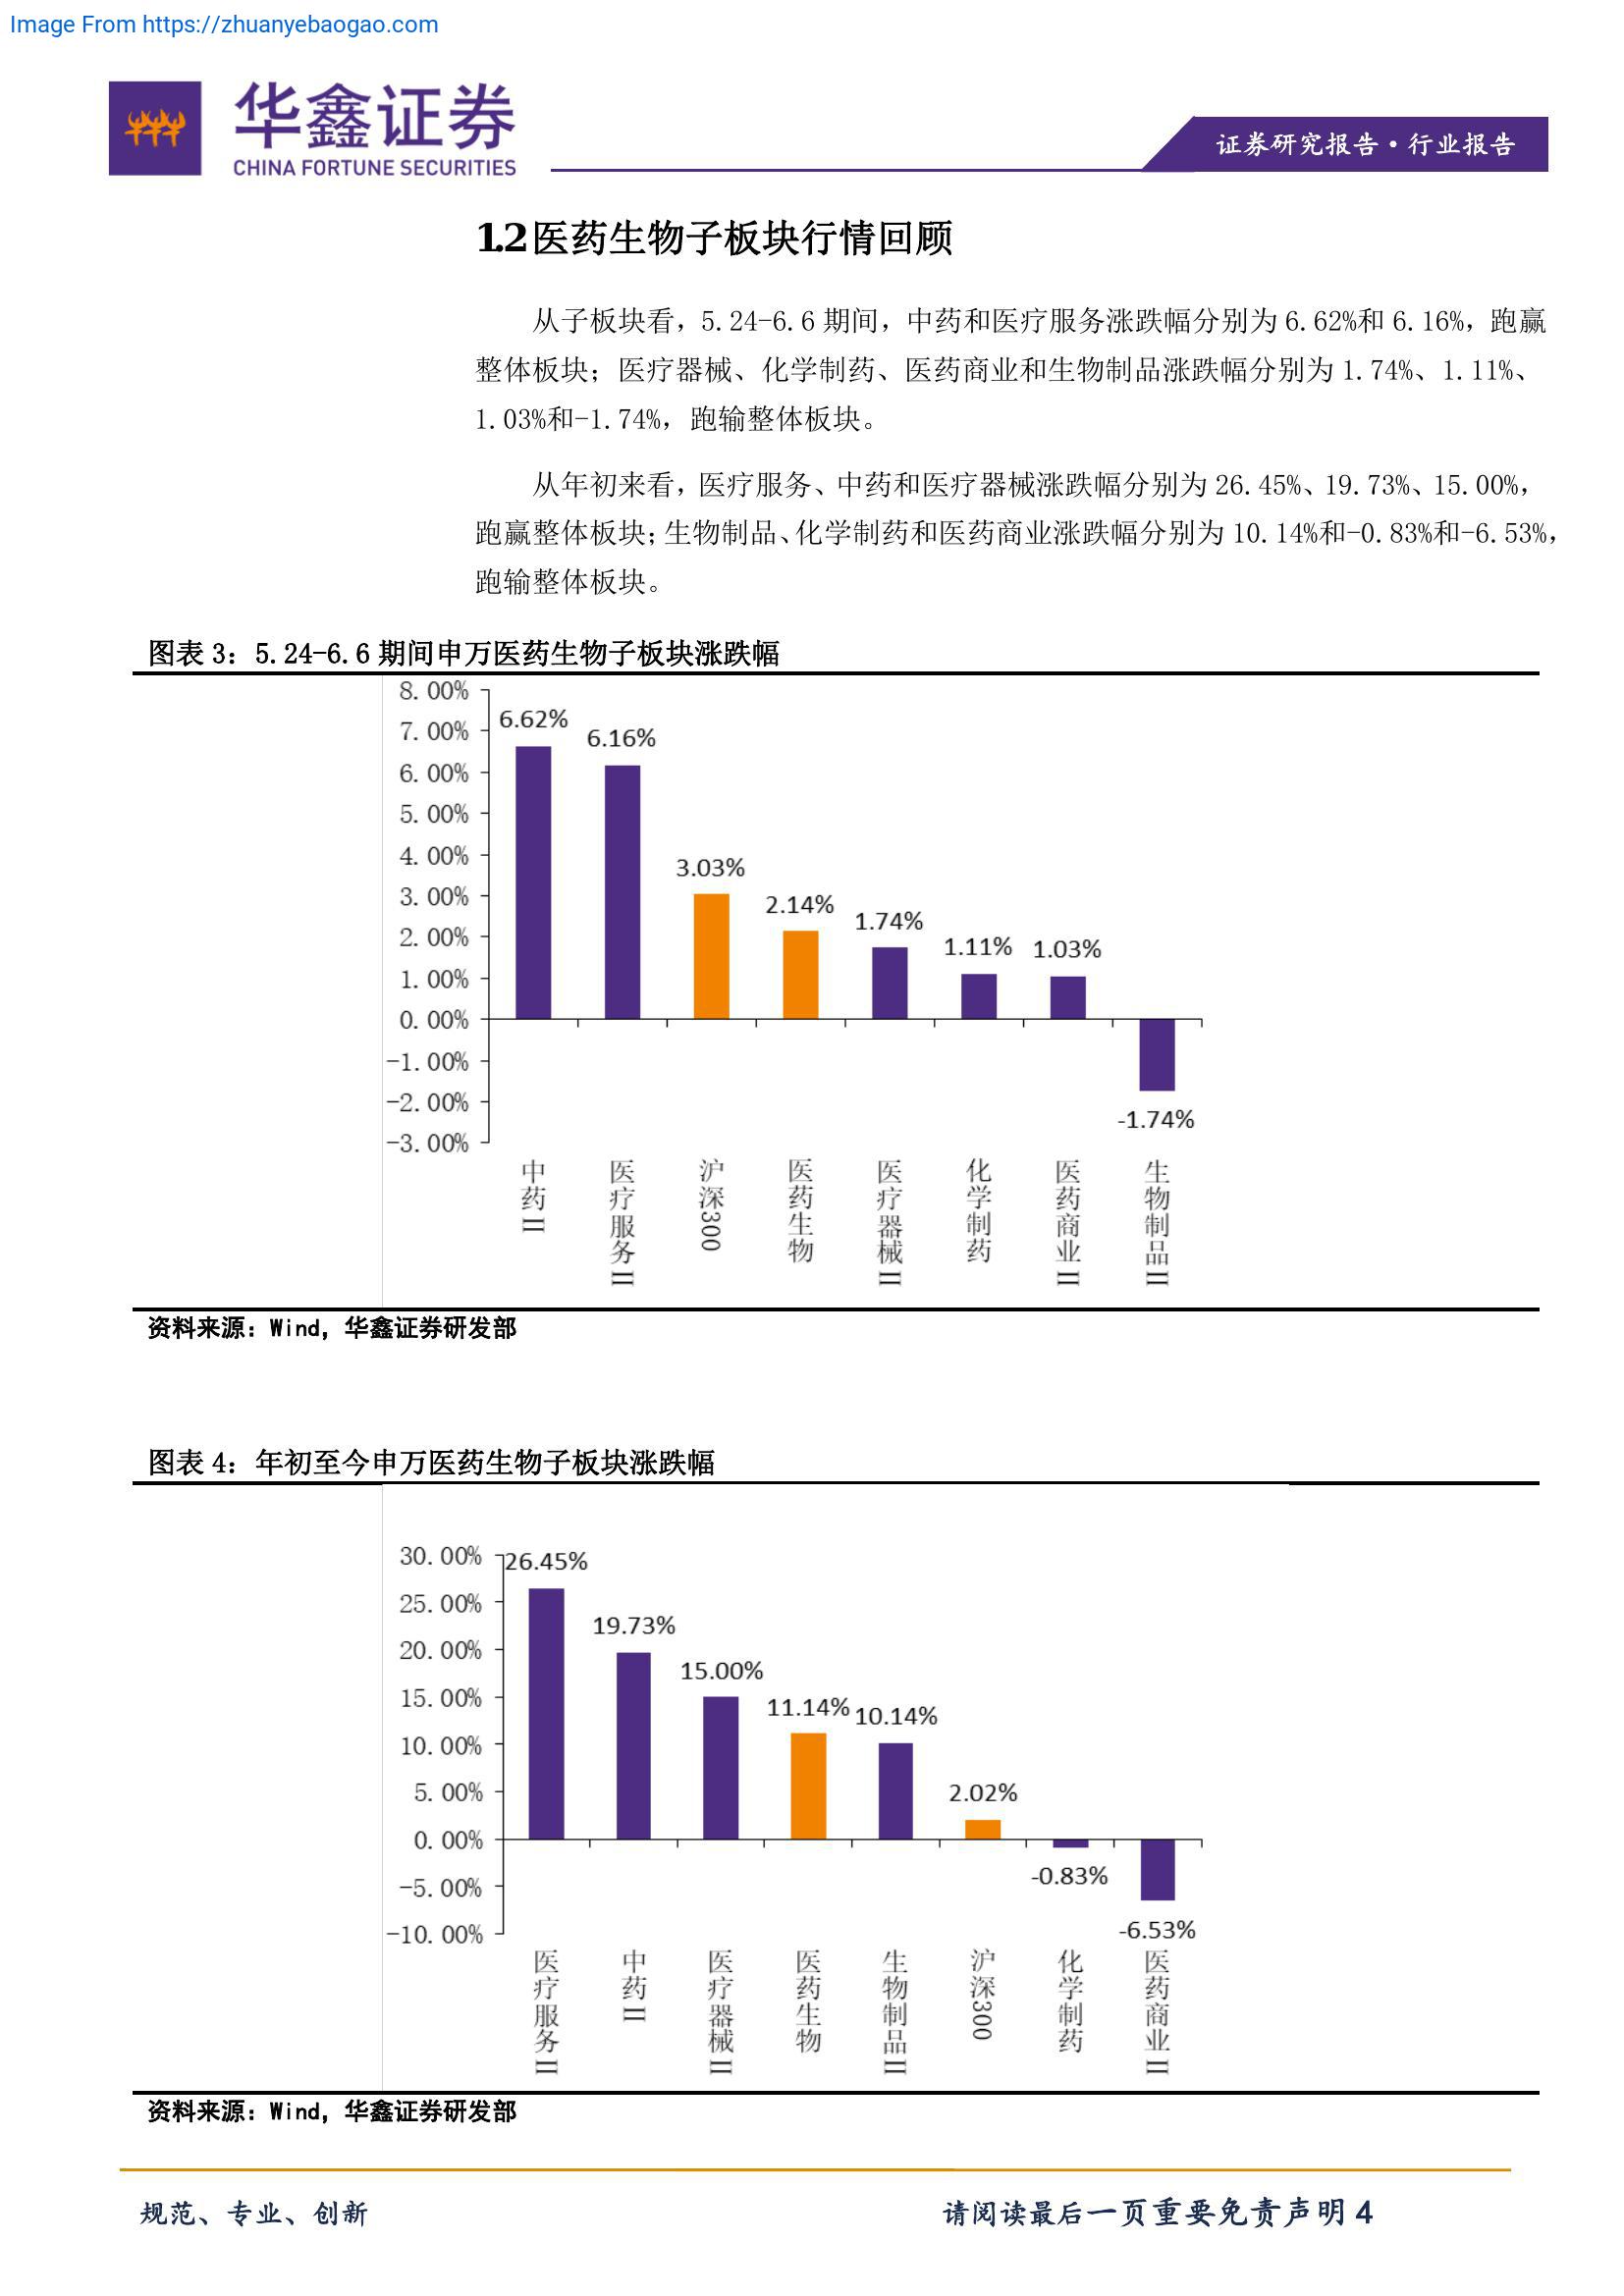 Image From https://zhuanyebaogao.com
华鑫证券
CHINA FORTUNE SECURITIES
证券研究报告·行业报告
1.2医药生物子板块行情回顾
从子板块看，5.24-6.6 期间，中药和医疗服务涨跌幅分别为 6.62%和 6.16%，跑赢
整体板块；医疗器械、化学制药、医药商业和生物制品涨跌幅分别为 1.74%、1.11%、
1.03%和-1.74%，跑输整体板块。
从年初来看，医疗服务、中药和医疗器械涨跌幅分别为 26.45%、19.73%、15.00%，
跑赢整体板块；生物制品、化学制药和医药商业涨跌幅分别为 10.14%和-0.83%和-6.53%，
跑输整体板块。
图表 3：5.24-6.6 期间申万医药生物子板块涨跌幅
8.00%
7.00%
6.00%
5.00%
4.00%
3.00%
2.00%
1.00%
0.00%
-1.00%
-2.00%
-3.00%
6.62%
6.16%
3.03%
2.14%
1.74%
1.11%
1.03%
-1.74%
中药II
医疗服务II
沪深300
医药生物
医疗器械II
化学制药
医药商业II
生物制品II
资料来源：Wind，华鑫证券研发部
图表 4：年初至今申万医药生物子板块涨跌幅
30.00%
25.00%
20.00%
15.00%
10.00%
5.00%
0.00%
-5.00%
-10.00%
26.45%
19.73%
15.00%
11.14%
10.14%
2.02%
-0.83%
-6.53%
医疗服务II
中药II
医疗器械II
医药生物
生物制品II
沪深300
化学制药
医药商业II
资料来源：Wind，华鑫证券研发部
规范、专业、创新
请阅读最后一页重要免责声明 4